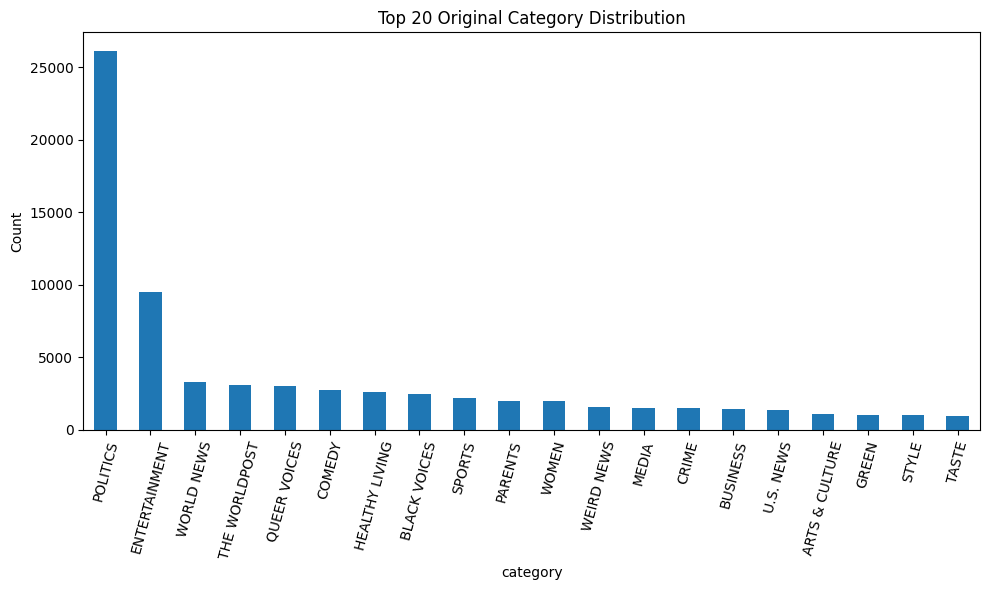 Top 20 Original Category Distribution
Count
25000
20000
15000
10000
5000
0
POLITICS
ENTERTAINMENT
WORLD NEWS
THE WORLDPOST
QUEER VOICES
COMEDY
HEALTHY LIVING
BLACK VOICES
SPORTS
PARENTS
WOMEN
WEIRD NEWS
MEDIA
CRIME
BUSINESS
U.S. NEWS
ARTS & CULTURE
GREEN
STYLE
TASTE
category